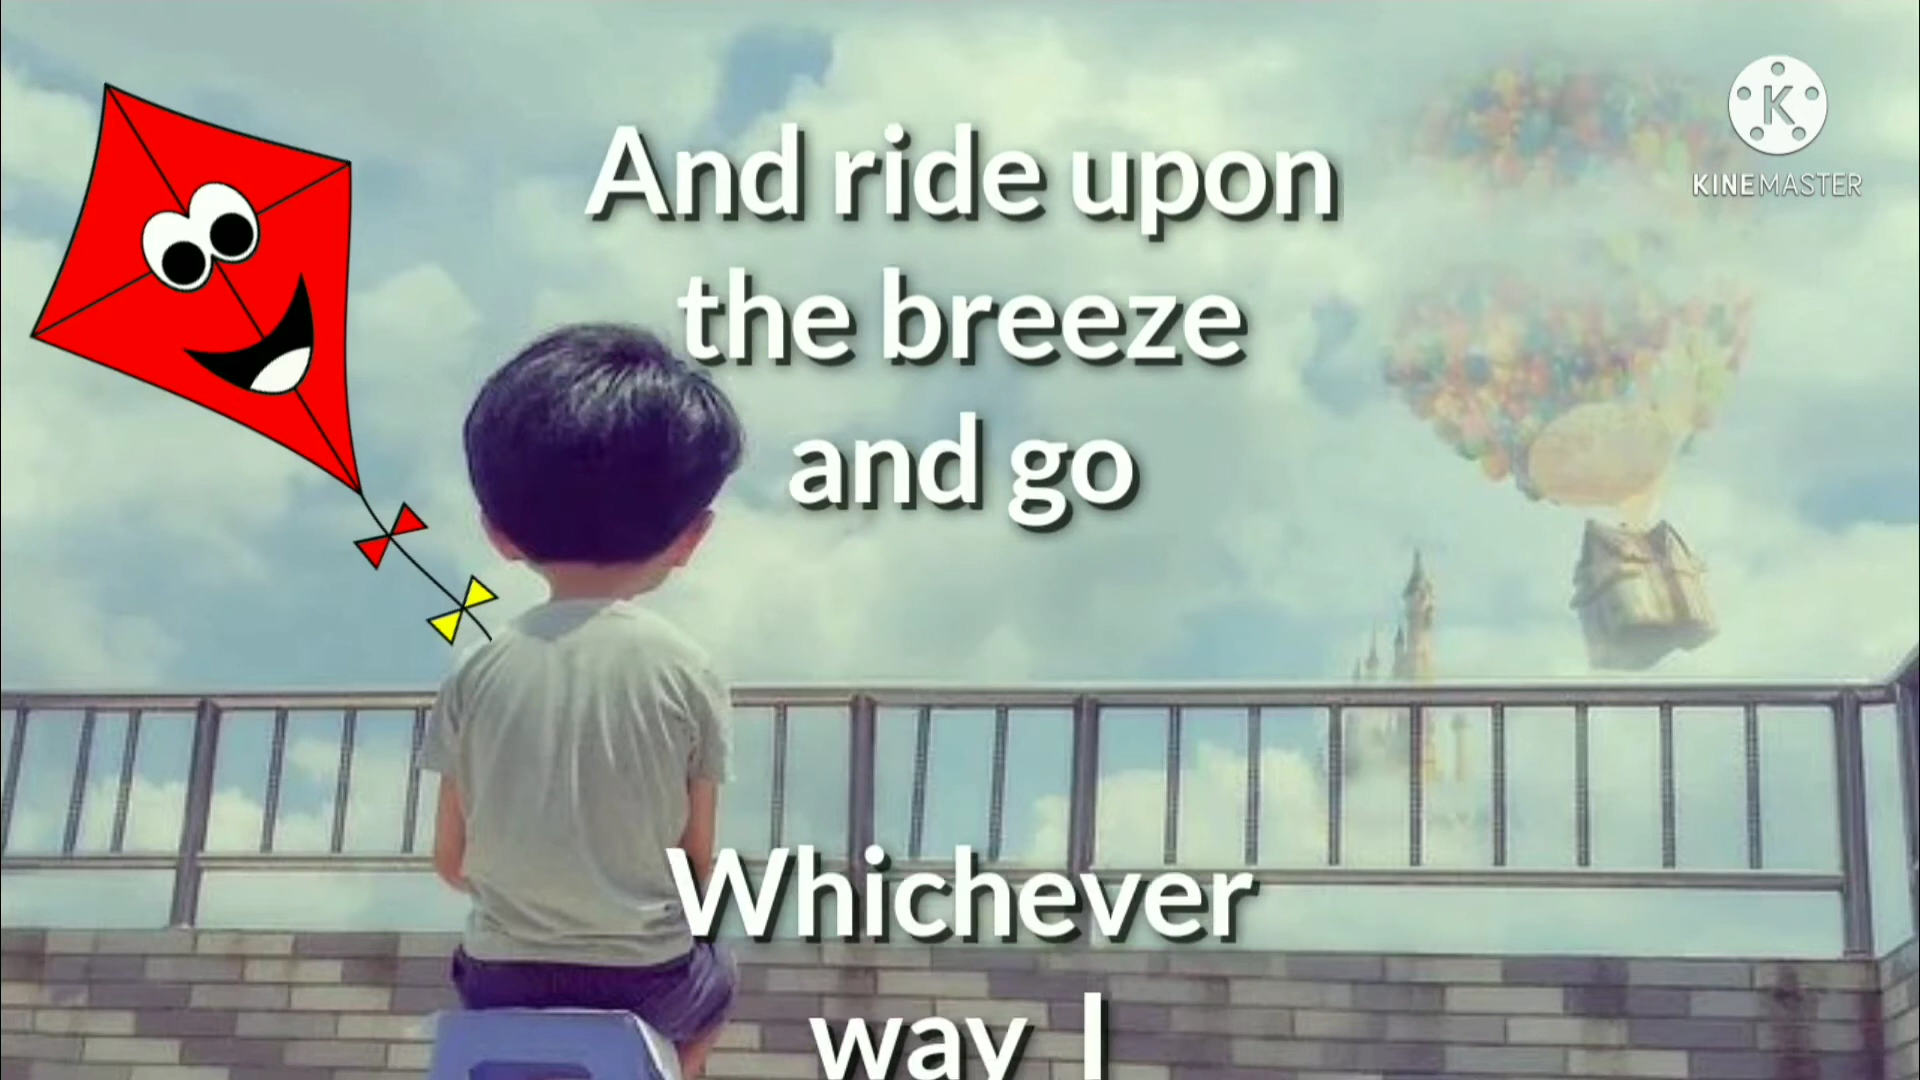 And ride upon
the breeze
and go
Whichever
way I
K
KINEMASTER